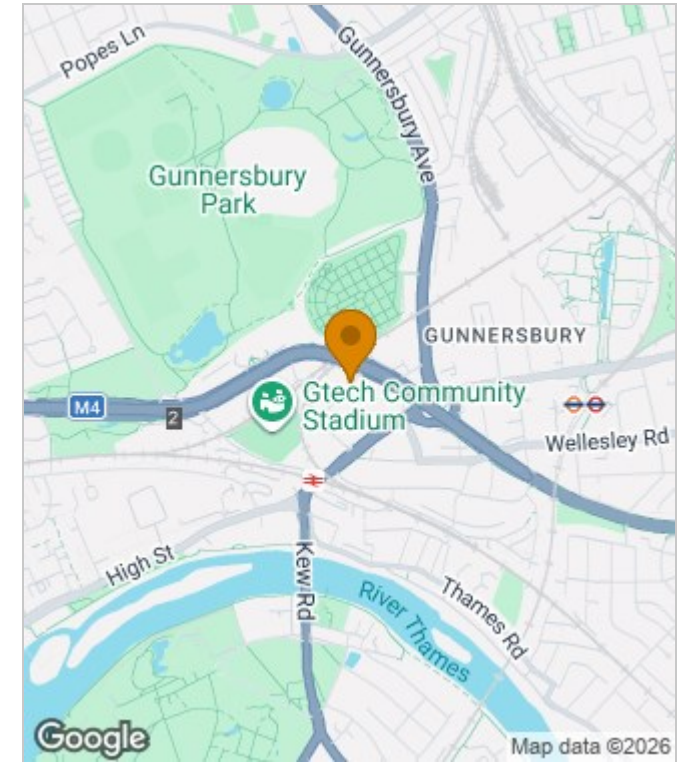 Popes Ln
Gunnersbury Ave
Gunnersbury
Park
GUNNERSBURY
M4
2
Gtech Community
Stadium
Wellesley Rd
High St
Kew Rd
River Thames
Thames Rd
Google
Map data ©2026